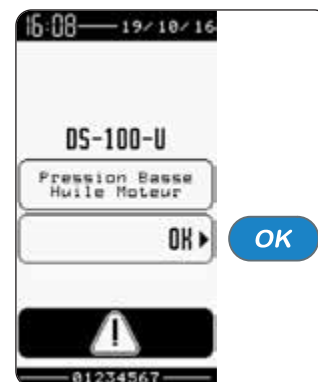 16:08 19/10/16
DS-100-U
Pression Basse
Huile Moteur
OK OK
!
01234567